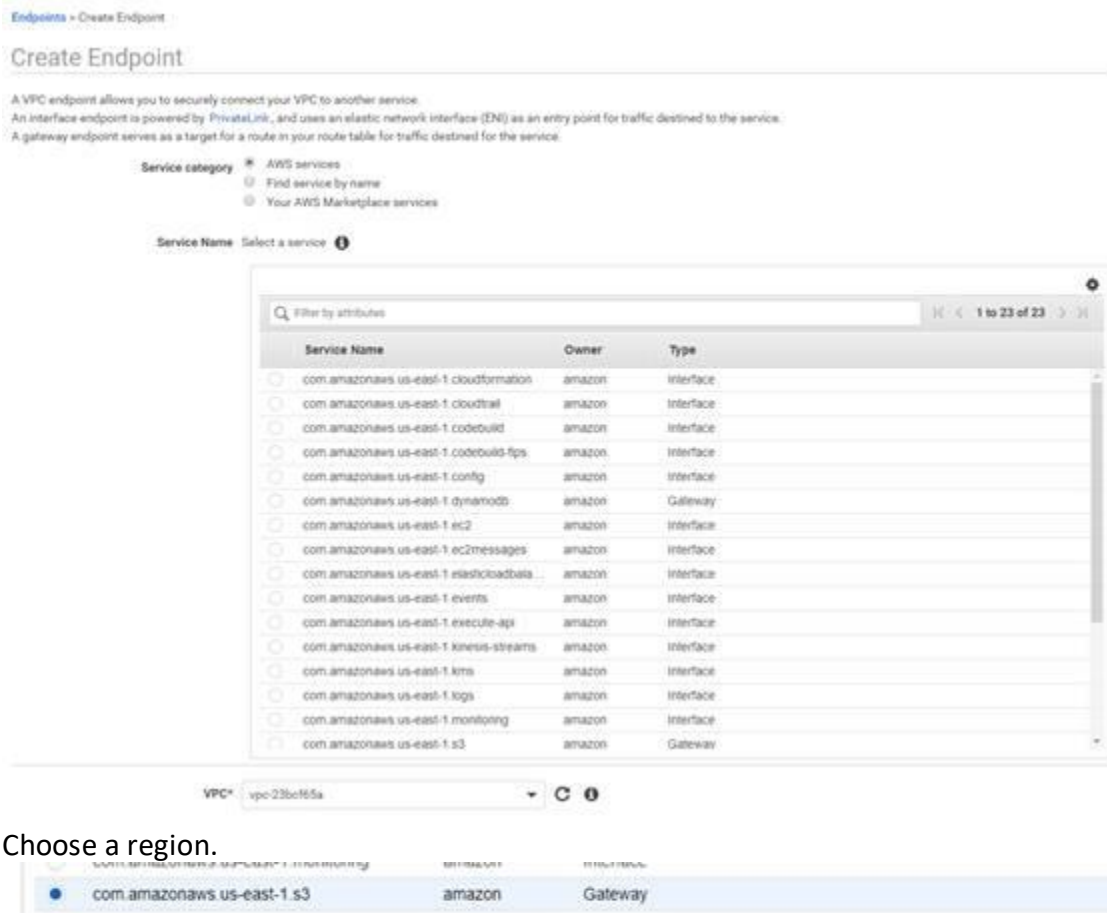 Endpoints > Create Endpoint
Create Endpoint
A VPC endpoint allows you to securely connect your VPC to another service.
An interface endpoint is powered by PrivateLink, and uses an elastic network interface (ENI) as an entry point for traffic destined to the service.
A gateway endpoint serves as a target for a route in your route table for traffic destined for the service.
Service category AWS services
Find service by name
Your AWS Marketplace services
Service Name Select a service
Filter by attributes 1 to 23 of 23
Service Name Owner Type
com.amazonaws.us-east-1.cloudformation amazon Interface
com.amazonaws.us-east-1.cloudtrail amazon Interface
com.amazonaws.us-east-1.codebuild amazon Interface
com.amazonaws.us-east-1.codebuild-fips amazon Interface
com.amazonaws.us-east-1.config amazon Interface
com.amazonaws.us-east-1.dynamodb amazon Gateway
com.amazonaws.us-east-1.ec2 amazon Interface
com.amazonaws.us-east-1.ec2messages amazon Interface
com.amazonaws.us-east-1.elasticloadbala... amazon Interface
com.amazonaws.us-east-1.events amazon Interface
com.amazonaws.us-east-1.execute-api amazon Interface
com.amazonaws.us-east-1.kinesis-streams amazon Interface
com.amazonaws.us-east-1.kms amazon Interface
com.amazonaws.us-east-1.logs amazon Interface
com.amazonaws.us-east-1.monitoring amazon Interface
com.amazonaws.us-east-1.s3 amazon Gateway
VPC* vpc-23bcf65a
Choose a region.
com.amazonaws.us-east-1.monitoring amazon Interface
com.amazonaws.us-east-1.s3 amazon Gateway